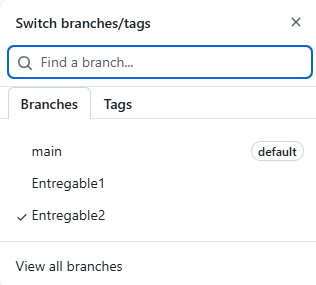 Switch branches/tags
Find a branch...
Branches Tags
main default
Entregable1
Entregable2
View all branches